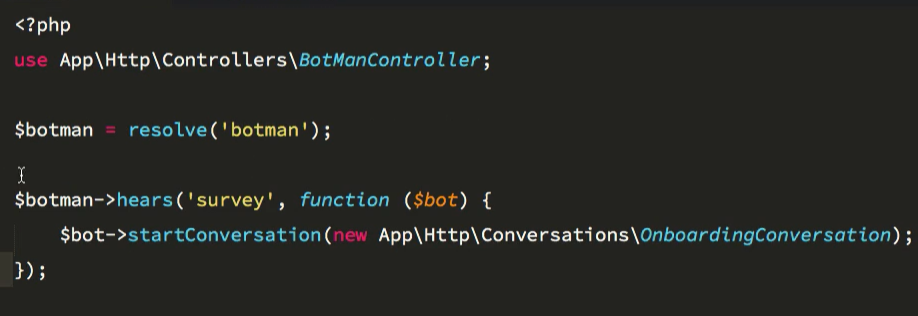 <?php
use App\Http\Controllers\BotManController;
$botman = resolve('botman');
$botman->hears('survey', function ($bot) {
    $bot->startConversation(new App\Http\Conversations\OnboardingConversation);
});